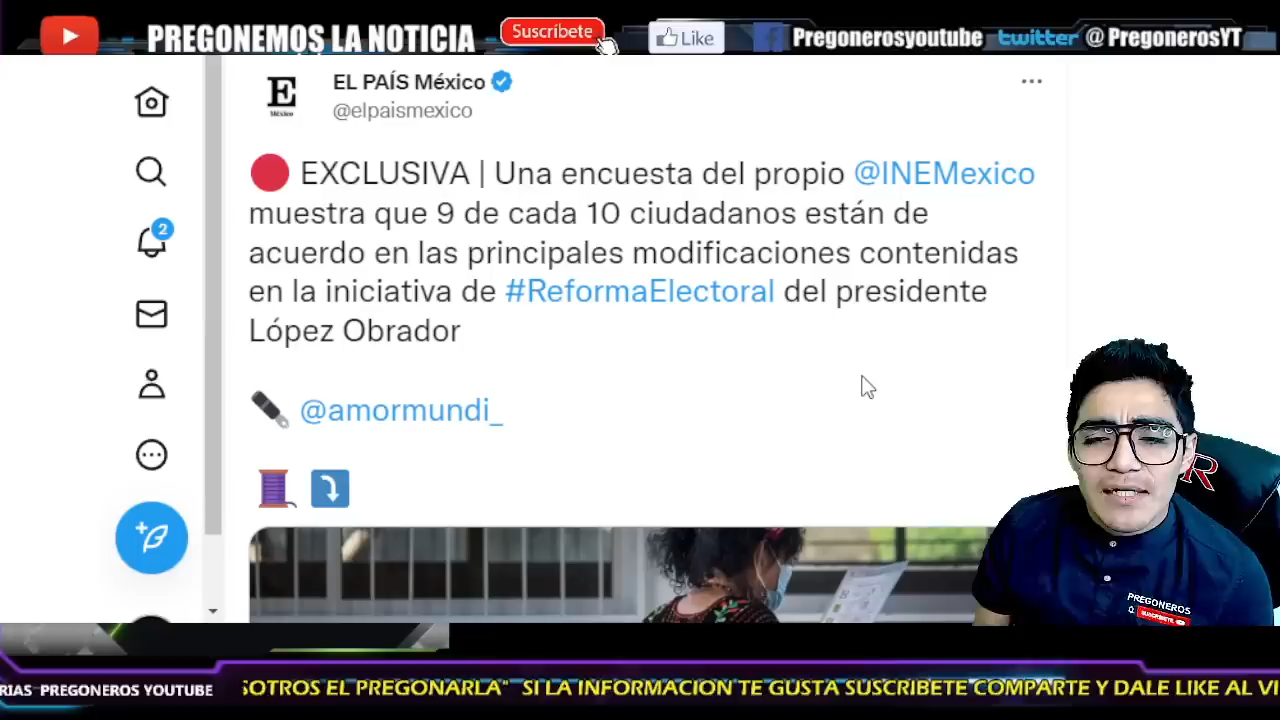 PREGONEMOS LA NOTICIA
Suscríbete
Like
Pregonerosyoutube
twitter @PregonerosYT
EL PAÍS México
E
México
@elpaismexico
EXCLUSIVA | Una encuesta del propio @INEMexico
muestra que 9 de cada 10 ciudadanos están de
acuerdo en las principales modificaciones contenidas
en la iniciativa de #ReformaElectoral del presidente
López Obrador
@amormundi_
2
R
PREGONEROS
SUSCRIBETE
RIAS PREGONEROS YOUTUBE
SOTROS EL PREGONARLA" SI LA INFORMACION TE GUSTA SUSCRIBETE COMPARTE Y DALE LIKE AL VI